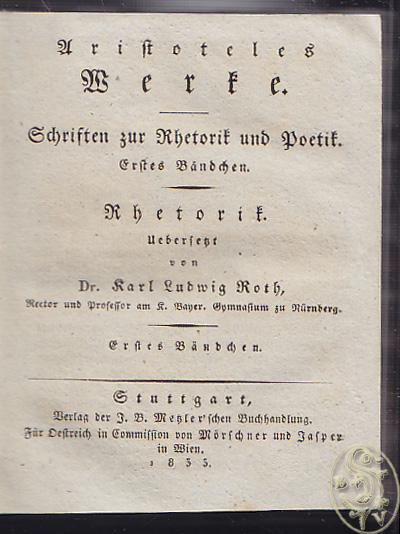 Aristoteles
Werke.
Schriften zur Rhetorik und Poetik.
Erstes Bändchen.
Rhetorik.
Uebersetzt
von
Dr. Karl Ludwig Roth,
Rector und Professor am K. Bayer. Gymnasium zu Nürnberg.
Erstes Bändchen.
Stuttgart,
Verlag der J. B. Metzler'schen Buchhandlung.
Für Oestreich in Commission von Mörschner und Jasper
in Wien.
1833.